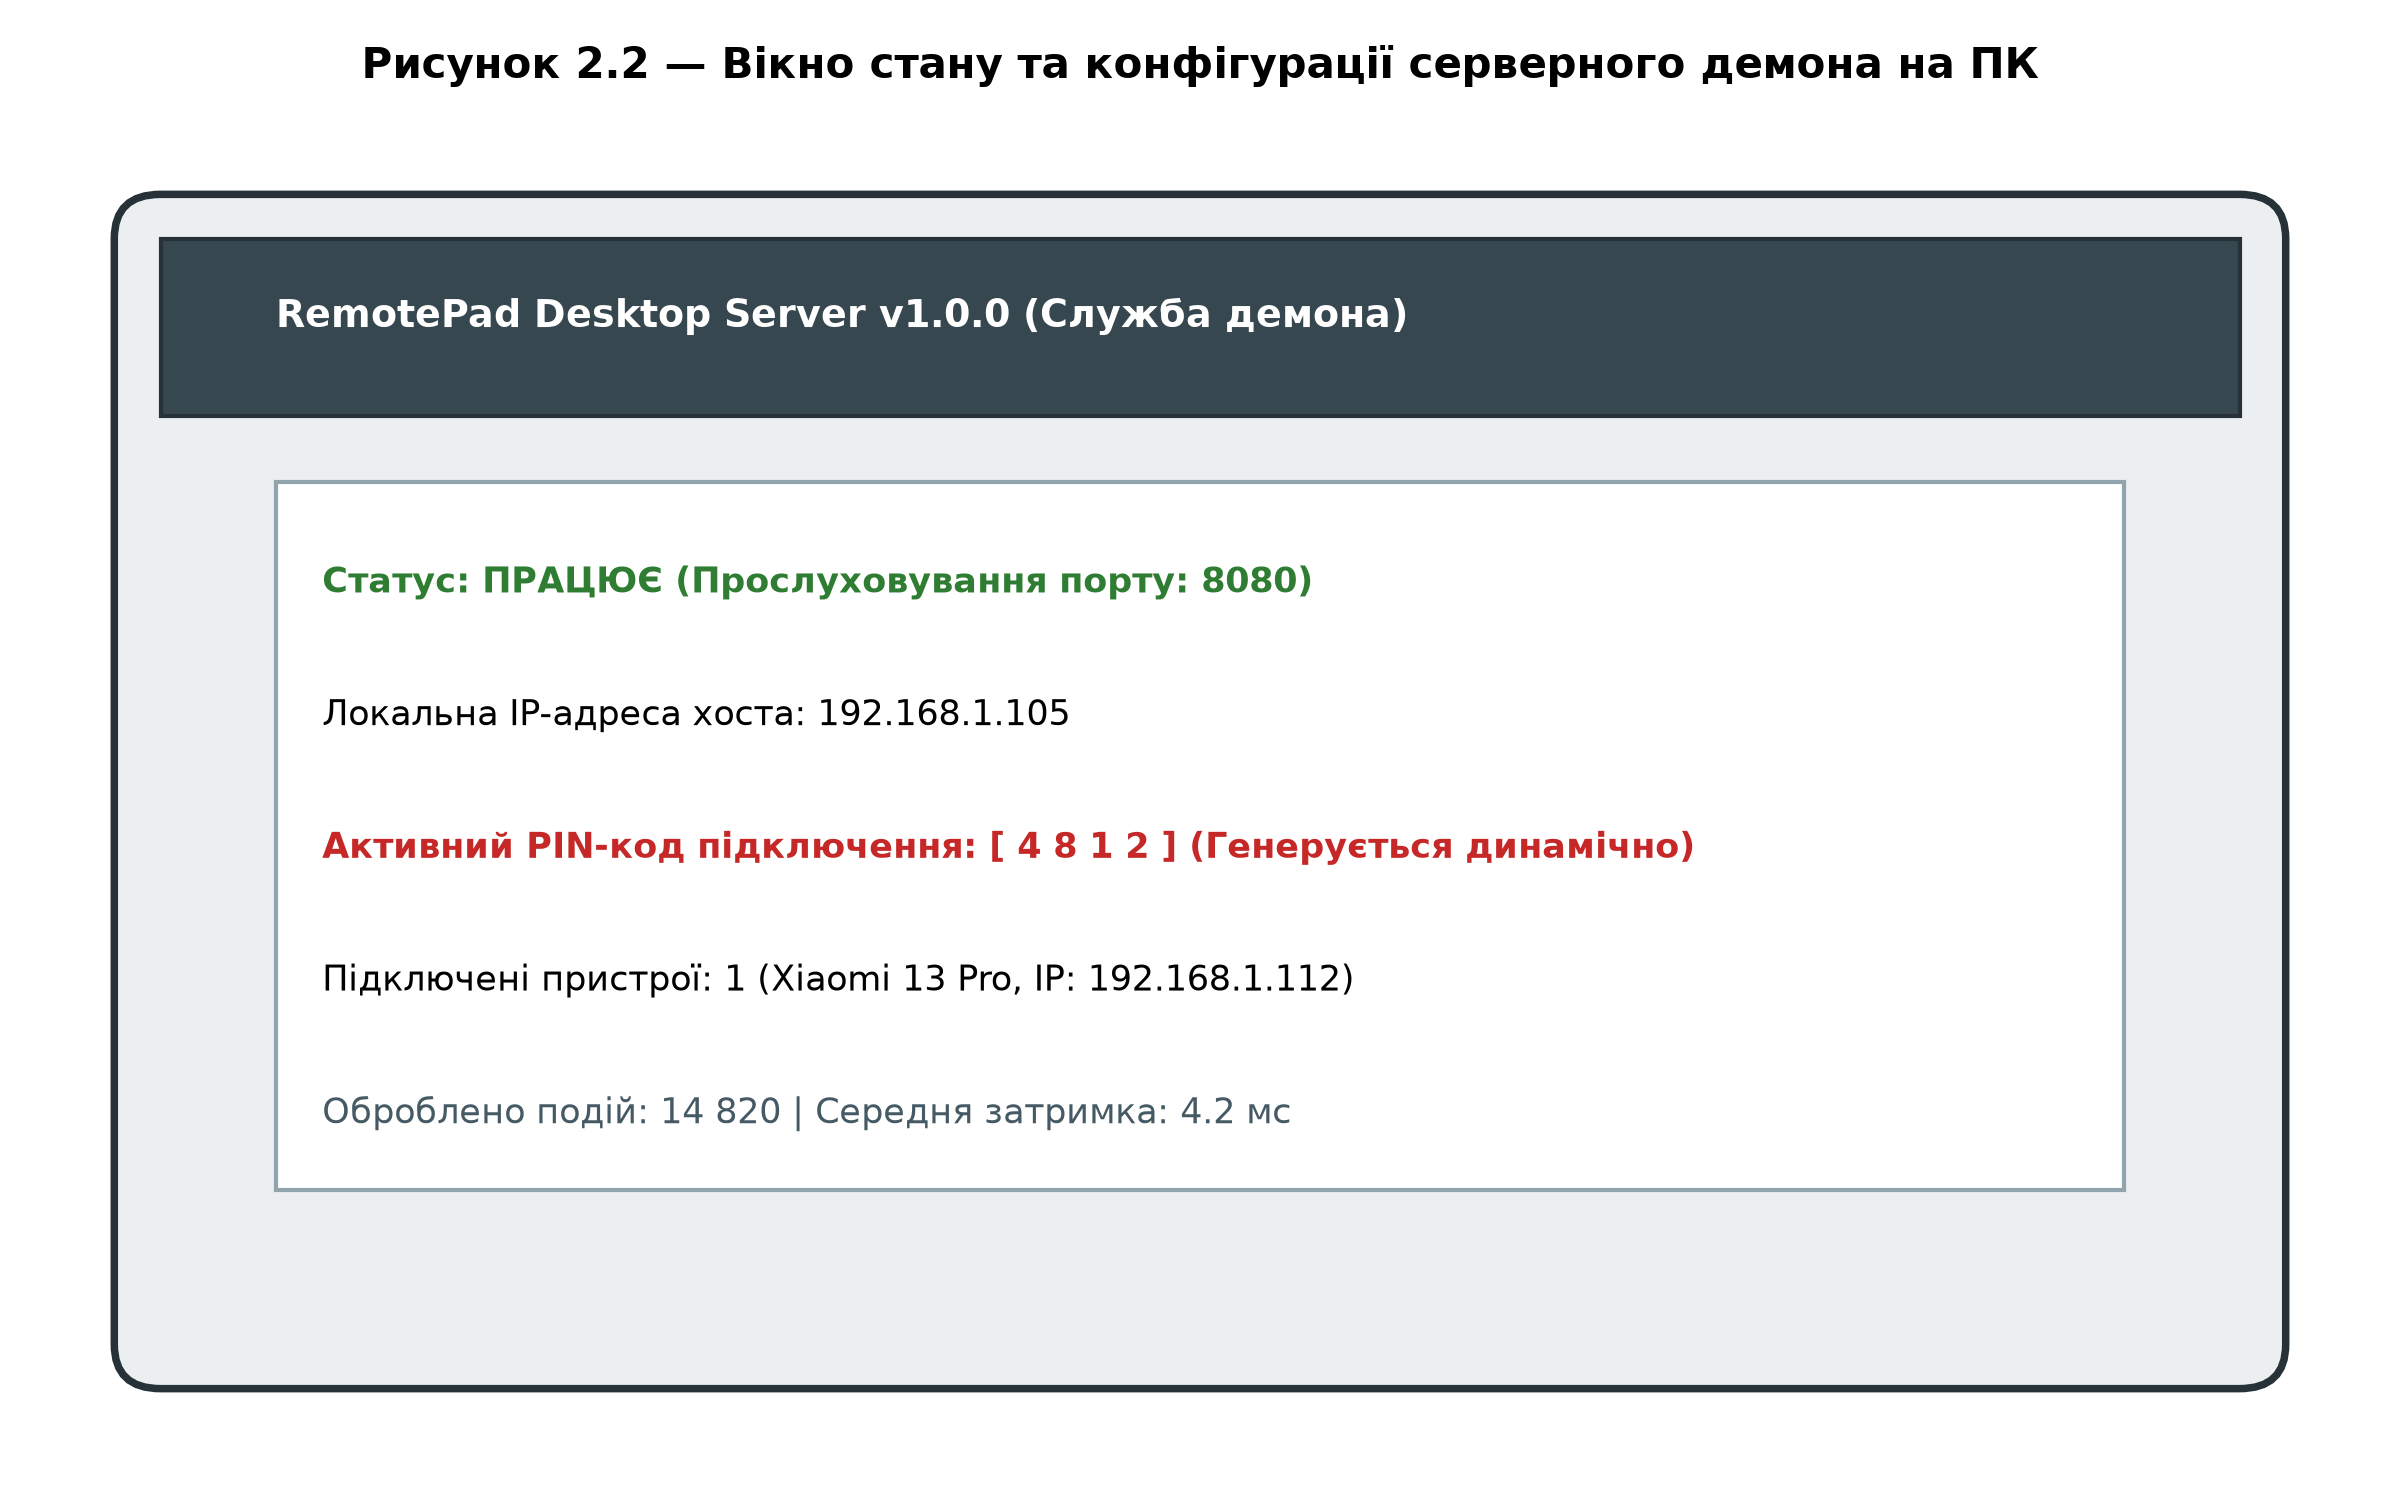 Рисунок 2.2 — Вікно стану та конфігурації серверного демона на ПК
RemotePad Desktop Server v1.0.0 (Служба демона)
Статус: ПРАЦЮЄ (Прослуховування порту: 8080)
Локальна IP-адреса хоста: 192.168.1.105
Активний PIN-код підключення: [ 4 8 1 2 ] (Генерується динамічно)
Підключені пристрої: 1 (Xiaomi 13 Pro, IP: 192.168.1.112)
Оброблено подій: 14 820 | Середня затримка: 4.2 мс